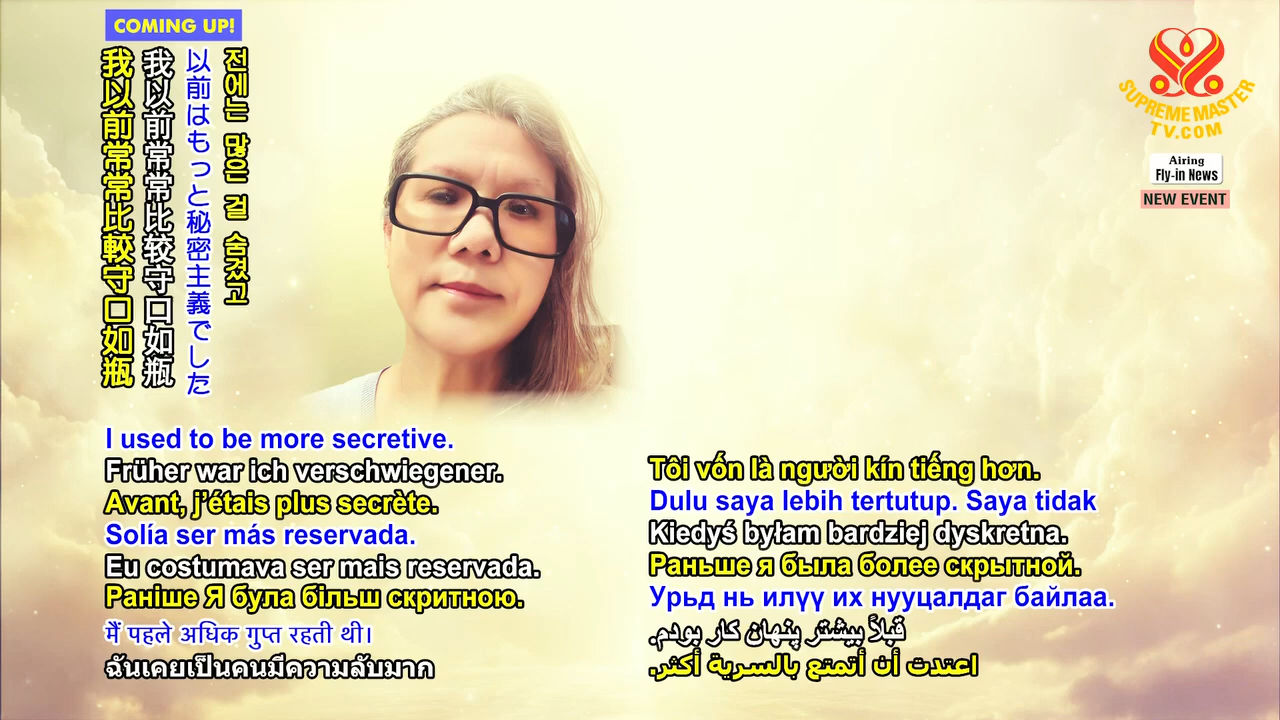 COMING UP!
我以前常常比較守口如瓶
我以前常常比较守口如瓶
以前はもっと秘密主義でした
전에는 많은 걸 숨겼고
SUPREME MASTER
TV.COM
Airing
Fly-in News
NEW EVENT
I used to be more secretive.
Früher war ich verschwiegener.
Avant, j’étais plus secrète.
Solía ser más reservada.
Eu costumava ser mais reservada.
Раніше Я була більш скритною.
मैं पहले अधिक गुप्त रहती थी।
ฉันเคยเป็นคนมีความลับมาก
Tôi vốn là người kín tiếng hơn.
Dulu saya lebih tertutup. Saya tidak
Kiedyś byłam bardziej dyskretna.
Раньше я была более скрытной.
Урьд нь илүү их нууцалдаг байлаа.
قبلاً بیشتر پنهان کار بودم.
اعتدت أن أتمتع بالسرية أكثر.